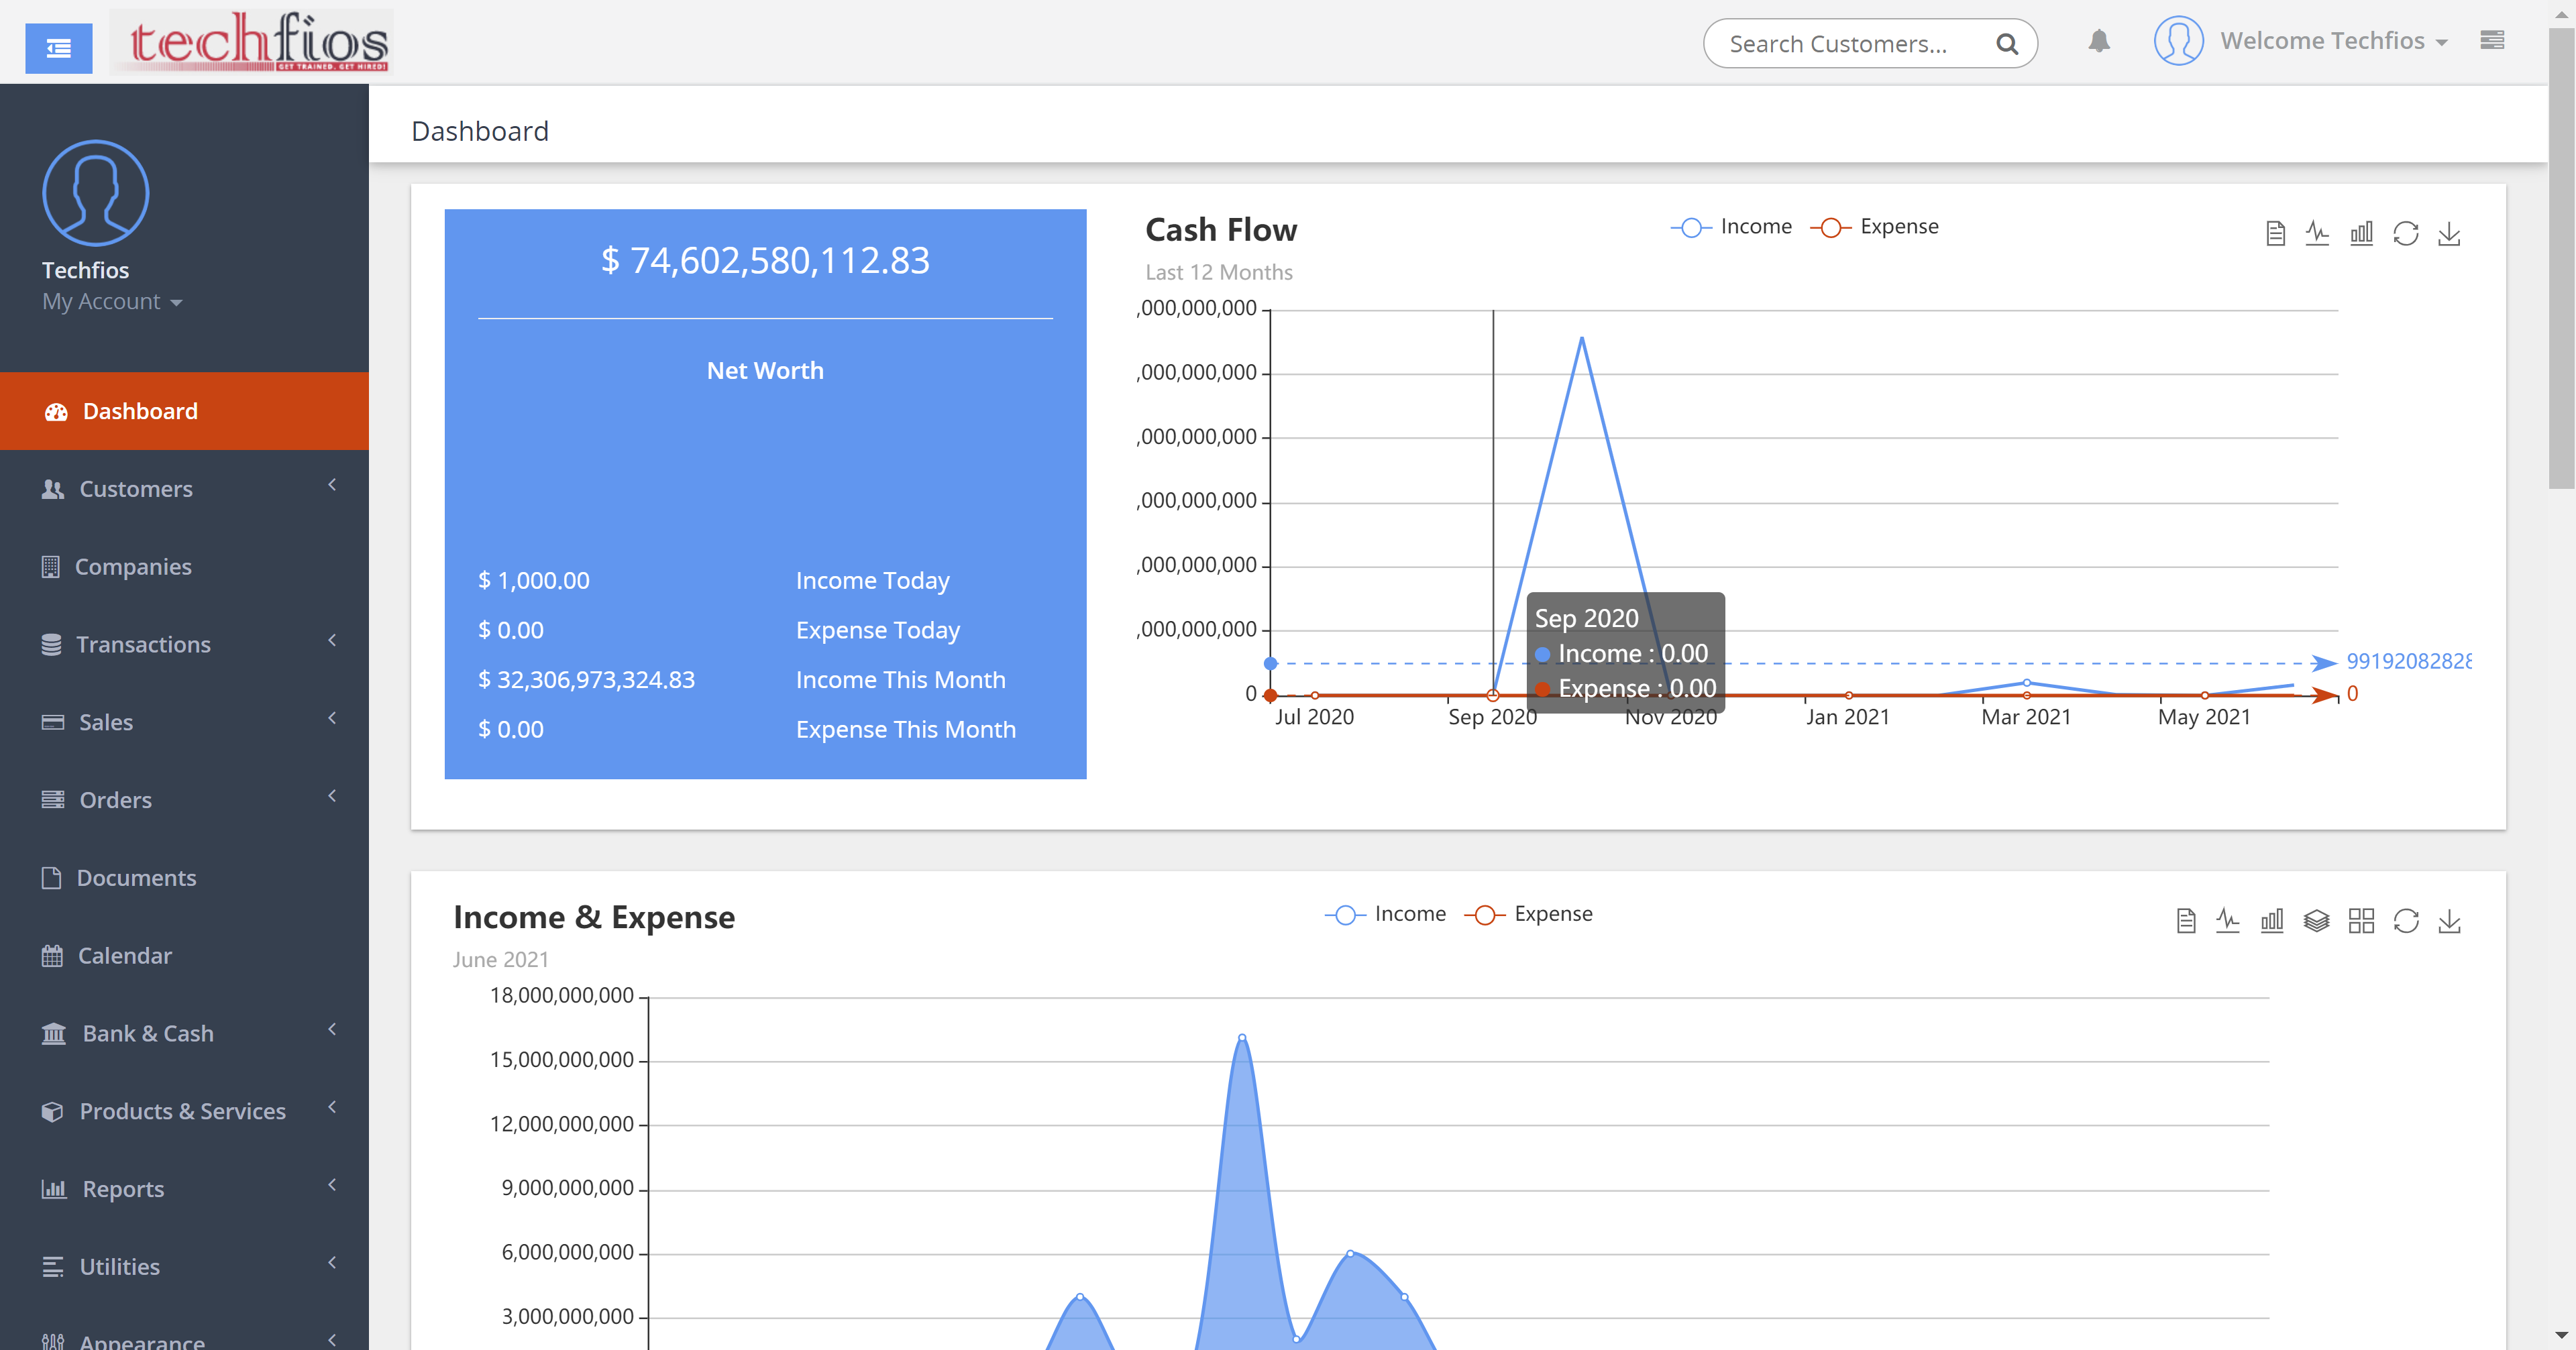 techfios
GET TRAINED. GET HIRED!
Search Customers...
Welcome Techfios
Techfios
My Account
Dashboard
Customers
Companies
Transactions
Sales
Orders
Documents
Calendar
Bank & Cash
Products & Services
Reports
Utilities
Appearance
Dashboard
$ 74,602,580,112.83
Net Worth
$ 1,000.00 Income Today
$ 0.00 Expense Today
$ 32,306,973,324.83 Income This Month
$ 0.00 Expense This Month
Cash Flow
Last 12 Months
Income Expense
,000,000,000
,000,000,000
,000,000,000
,000,000,000
,000,000,000
,000,000,000
0
Sep 2020
Income : 0.00
Expense : 0.00
99192082828
0
Jul 2020 Sep 2020 Nov 2020 Jan 2021 Mar 2021 May 2021
Income & Expense
June 2021
Income Expense
18,000,000,000
15,000,000,000
12,000,000,000
9,000,000,000
6,000,000,000
3,000,000,000